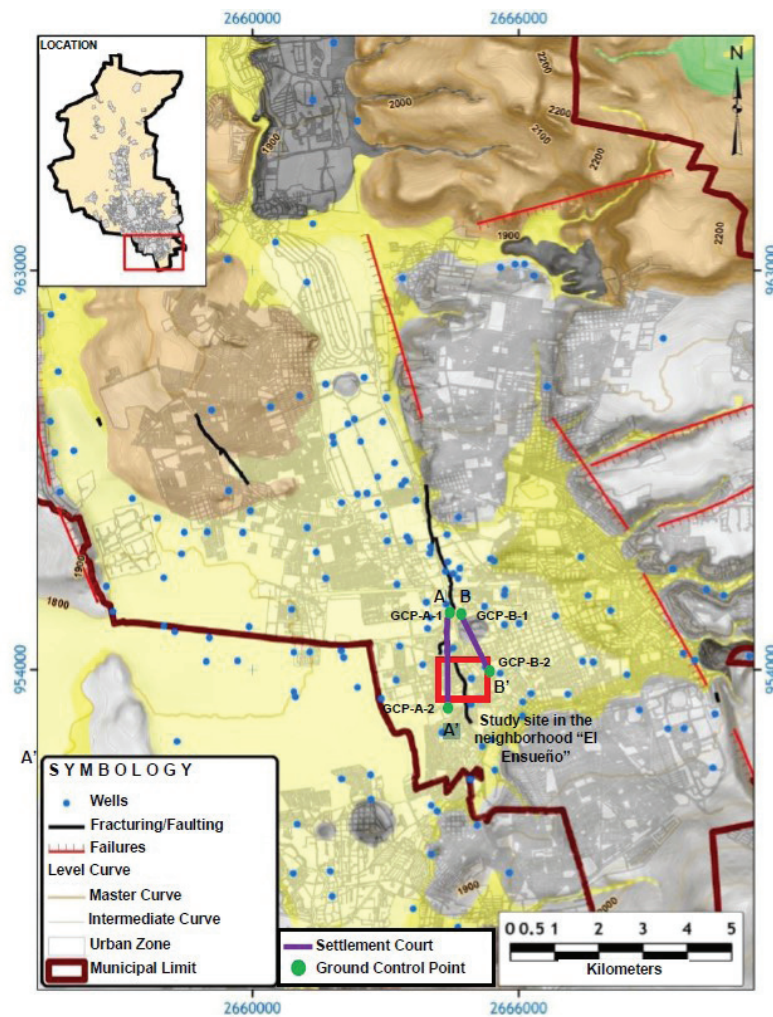 2660000
2666000
LOCATION
N
2200
2000
2200
1900
2100
2200
2200
1900
2200
963000
963000
1900
1800
A
B
GCP-A-1
GCP-B-1
GCP-B-2
954000
954000
B'
GCP-A-2
A'
Study site in the
neighborhood “El
Ensueño”
A'
SYMBOLOGY
Wells
Fracturing/Faulting
Failures
Level Curve
Master Curve
Intermediate Curve
Urban Zone
Municipal Limit
Settlement Court
Ground Control Point
1900
0 0.5 1 2 3 4 5
Kilometers
2660000
2666000